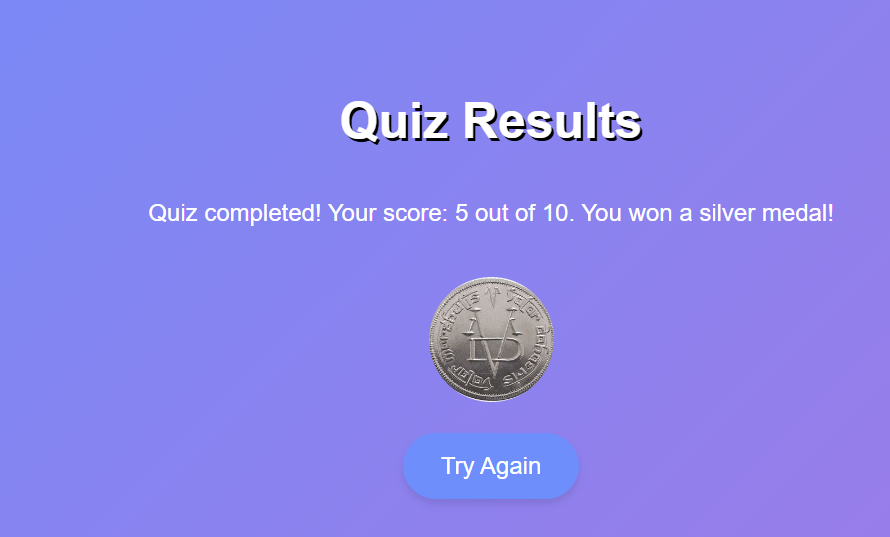 Quiz Results
Quiz completed! Your score: 5 out of 10. You won a silver medal!
Valar Morghulis
Valar Dohaeris
Try Again